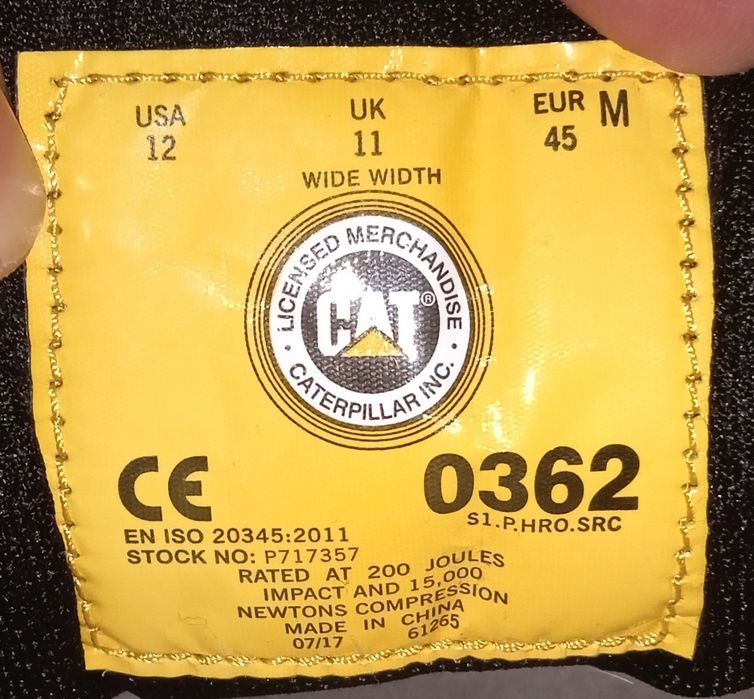 USA UK EUR M
12 11 45
WIDE WIDTH
LICENSED MERCHANDISE
CAT®
CATERPILLAR INC.
CE 0362
S1.P.HRO.SRC
EN ISO 20345:2011
STOCK NO: P717357
RATED AT 200 JOULES
IMPACT AND 15,000
NEWTONS COMPRESSION
MADE IN CHINA
07/17 61265